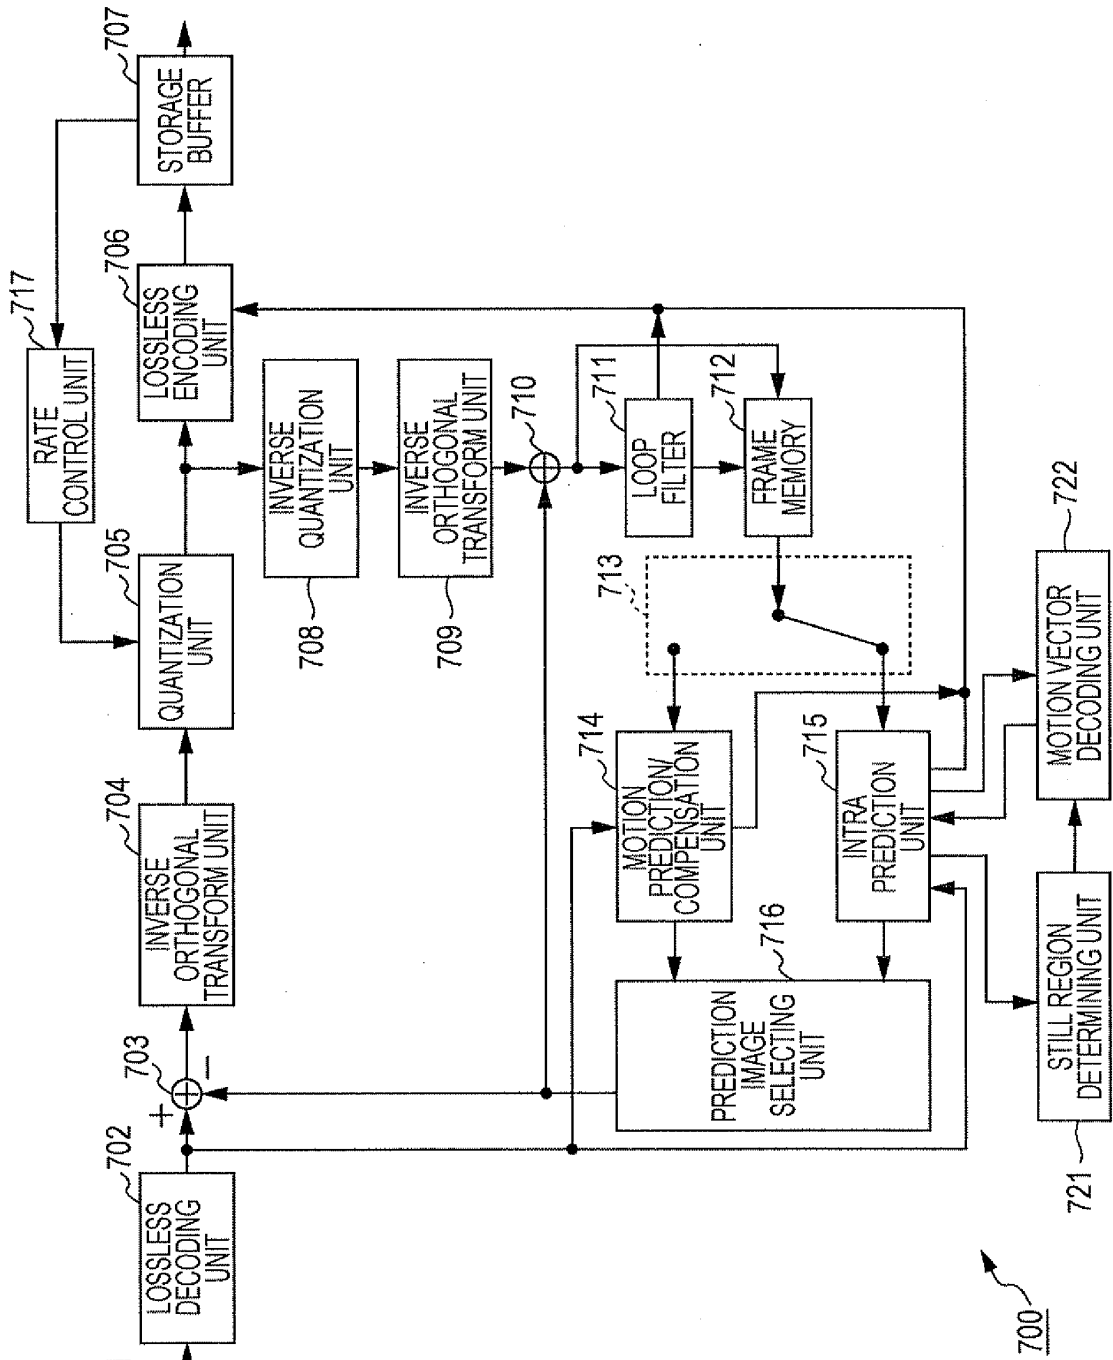 700
702
LOSSLESS
DECODING
UNIT
703
+
−
704
INVERSE
ORTHOGONAL
TRANSFORM UNIT
705
QUANTIZATION
UNIT
717
RATE
CONTROL UNIT
706
LOSSLESS
ENCODING
UNIT
707
STORAGE
BUFFER
708
INVERSE
QUANTIZATION
UNIT
709
INVERSE
ORTHOGONAL
TRANSFORM UNIT
710
711
LOOP
FILTER
712
FRAME
MEMORY
713
714
MOTION
PREDICTION/
COMPENSATION
UNIT
715
INTRA
PREDICTION
UNIT
716
PREDICTION
IMAGE
SELECTING
UNIT
721
STILL REGION
DETERMINING UNIT
722
MOTION VECTOR
DECODING UNIT